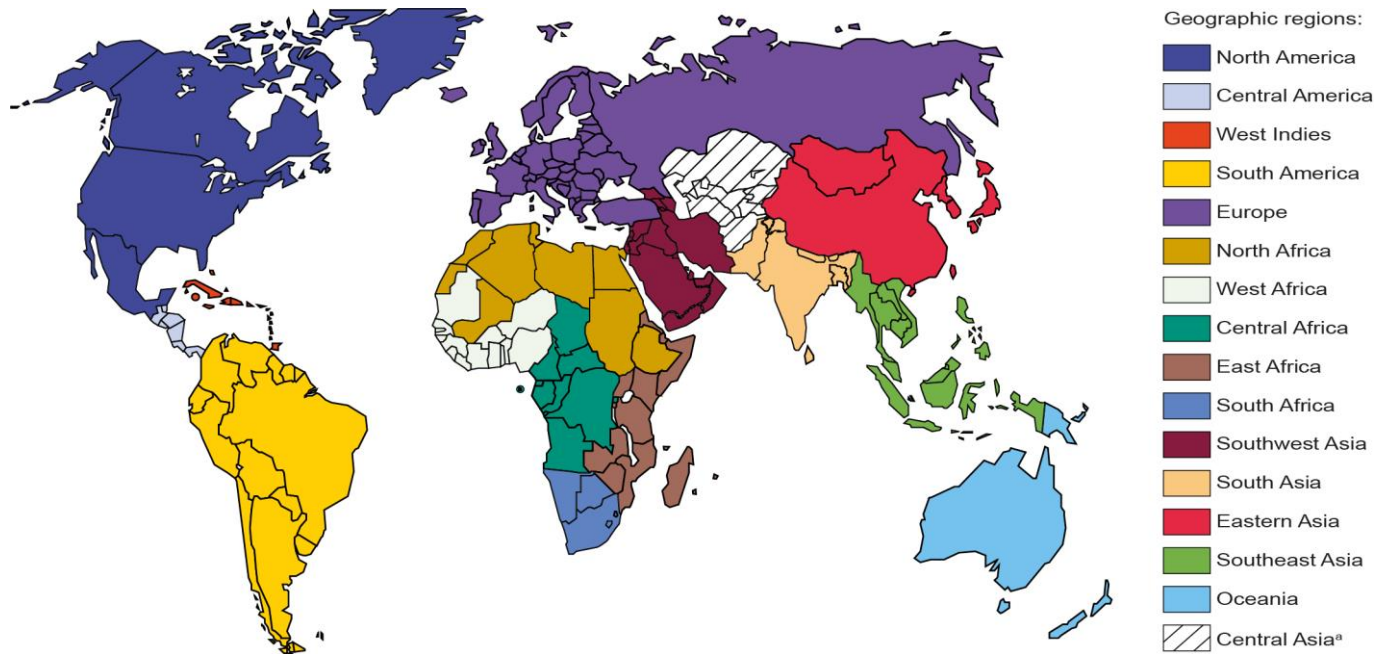 Geographic regions:
North America
Central America
West Indies
South America
Europe
North Africa
West Africa
Central Africa
East Africa
South Africa
Southwest Asia
South Asia
Eastern Asia
Southeast Asia
Oceania
Central Asiaª